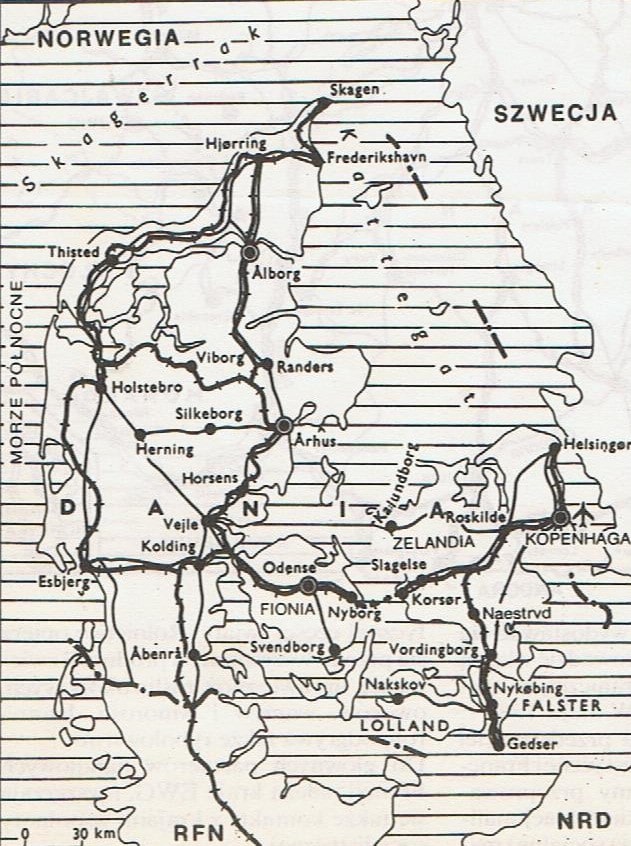 NORWEGIA
Skagerrak
Skagen
SZWECJA
Hjørring
Frederikshavn
Kattegat
Thisted
Ålborg
MORZE PÓŁNOCNE
Viborg
Randers
Holstebro
Silkeborg
Århus
Herning
Helsingør
Horsens
DANIA
Roskilde
Vejle
ZELANDIA
KOPENHAGA
Kolding
Odense
Slagelse
Esbjerg
FIONIA
Nyborg
Korsør
Naestvd
Svendborg
Vordingborg
Åbenrå
Nakskov
Nykøbing
FALSTER
LOLLAND
Gedser
0 30 km
RFN
NRD